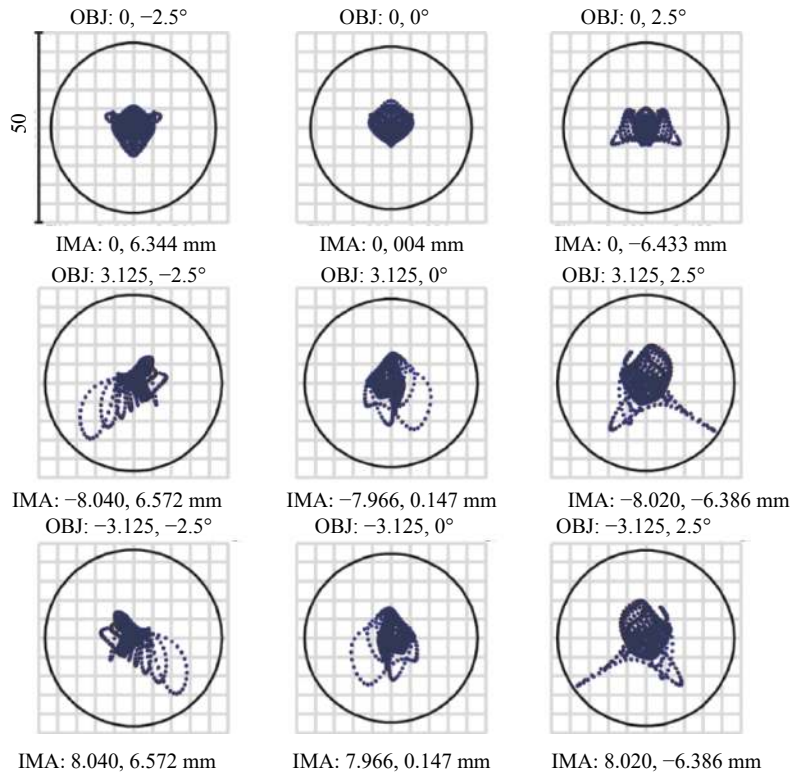 OBJ: 0, −2.5° OBJ: 0, 0° OBJ: 0, 2.5°
50
IMA: 0, 6.344 mm IMA: 0, 004 mm IMA: 0, −6.433 mm
OBJ: 3.125, −2.5° OBJ: 3.125, 0° OBJ: 3.125, 2.5°
IMA: −8.040, 6.572 mm IMA: −7.966, 0.147 mm IMA: −8.020, −6.386 mm
OBJ: −3.125, −2.5° OBJ: −3.125, 0° OBJ: −3.125, 2.5°
IMA: 8.040, 6.572 mm IMA: 7.966, 0.147 mm IMA: 8.020, −6.386 mm